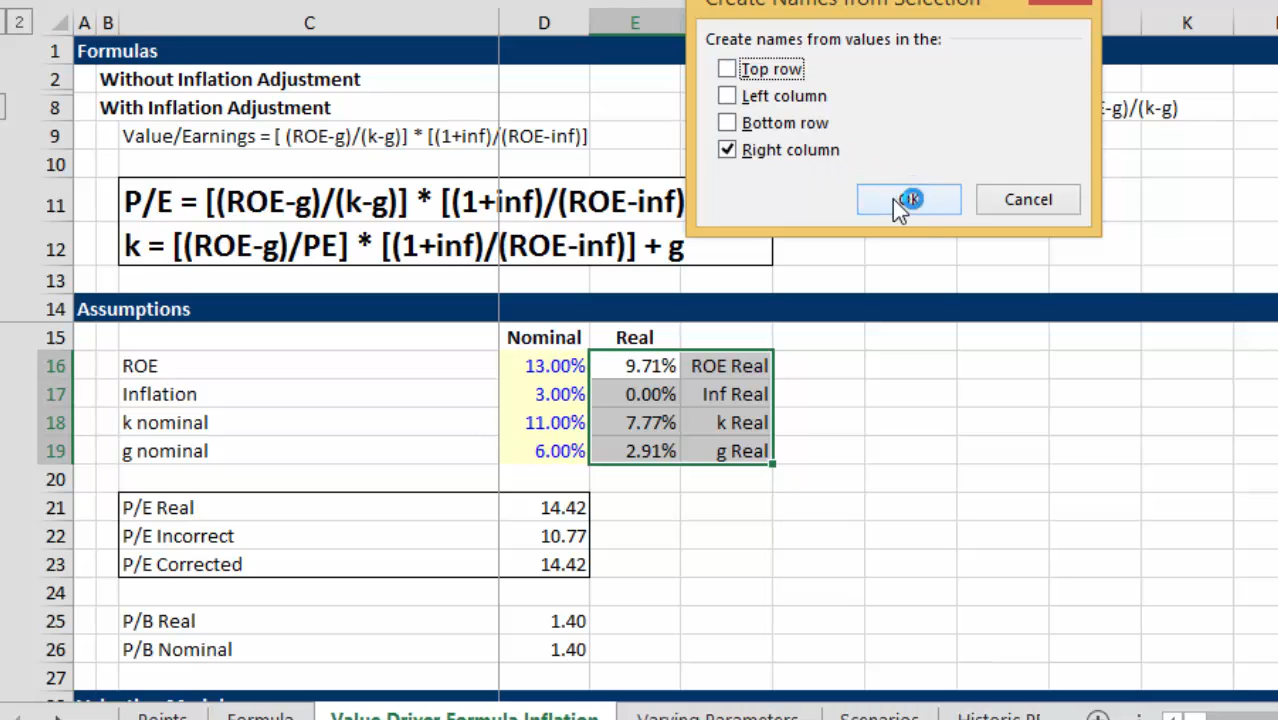 Create Names from Selection
2
A B C D E K
1 Formulas
2 Without Inflation Adjustment
8 With Inflation Adjustment -g)/(k-g)
9 Value/Earnings = [ (ROE-g)/(k-g)] * [(1+inf)/(ROE-inf)]
10
11 P/E = [(ROE-g)/(k-g)] * [(1+inf)/(ROE-inf)
12 k = [(ROE-g)/PE] * [(1+inf)/(ROE-inf)] + g
13
14 Assumptions
15 Nominal Real
16 ROE 13.00% 9.71% ROE Real
17 Inflation 3.00% 0.00% Inf Real
18 k nominal 11.00% 7.77% k Real
19 g nominal 6.00% 2.91% g Real
20
21 P/E Real 14.42
22 P/E Incorrect 10.77
23 P/E Corrected 14.42
24
25 P/B Real 1.40
26 P/B Nominal 1.40
27
Create names from values in the:
Top row
Left column
Bottom row
Right column
OK Cancel
Points Formula Value Driver Formula Inflation Varying Parameters Scenarios Historic